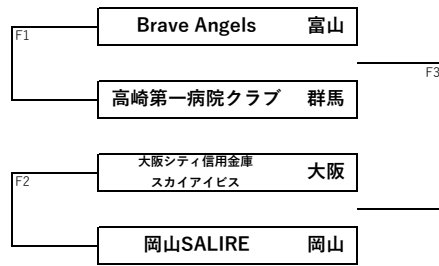 Brave Angels 富山
F1
F3
高崎第一病院クラブ 群馬
大阪シティ信用金庫
スカイアイビス
大阪
F2
岡山SALIRE 岡山